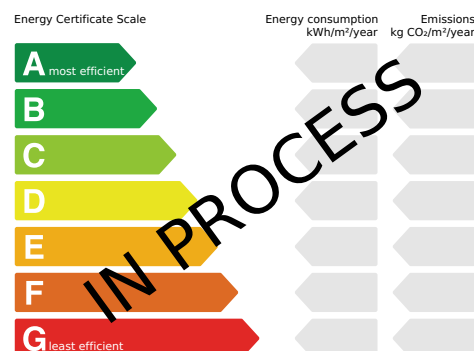 Energy Certificate Scale
Energy consumption
kWh/m²/year
Emissions
kg CO₂/m²/year
A most efficient
B
C
D
E
F
G least efficient
IN PROCESS